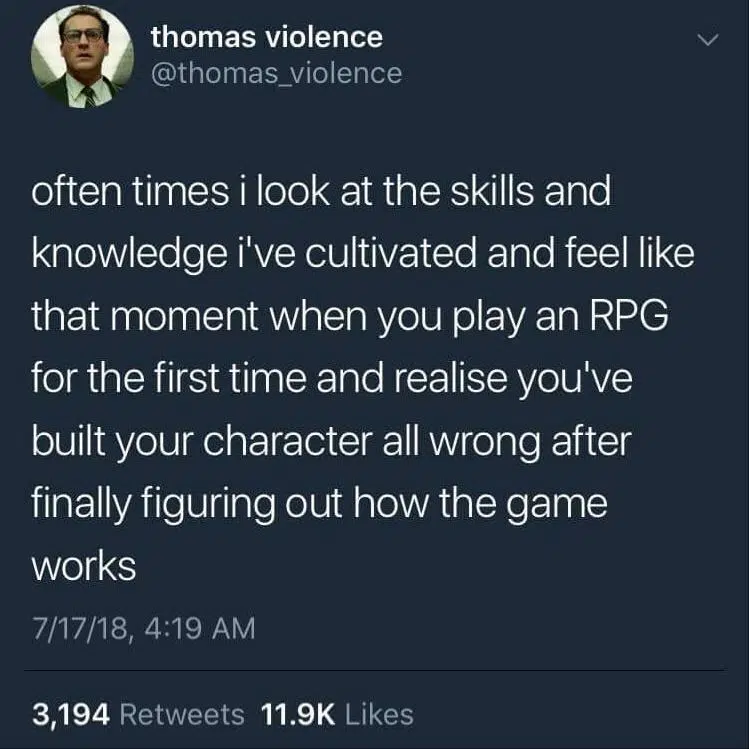 thomas violence
@thomas_violence
often times i look at the skills and
knowledge i've cultivated and feel like
that moment when you play an RPG
for the first time and realise you've
built your character all wrong after
finally figuring out how the game
works
7/17/18, 4:19 AM
3,194 Retweets 11.9K Likes